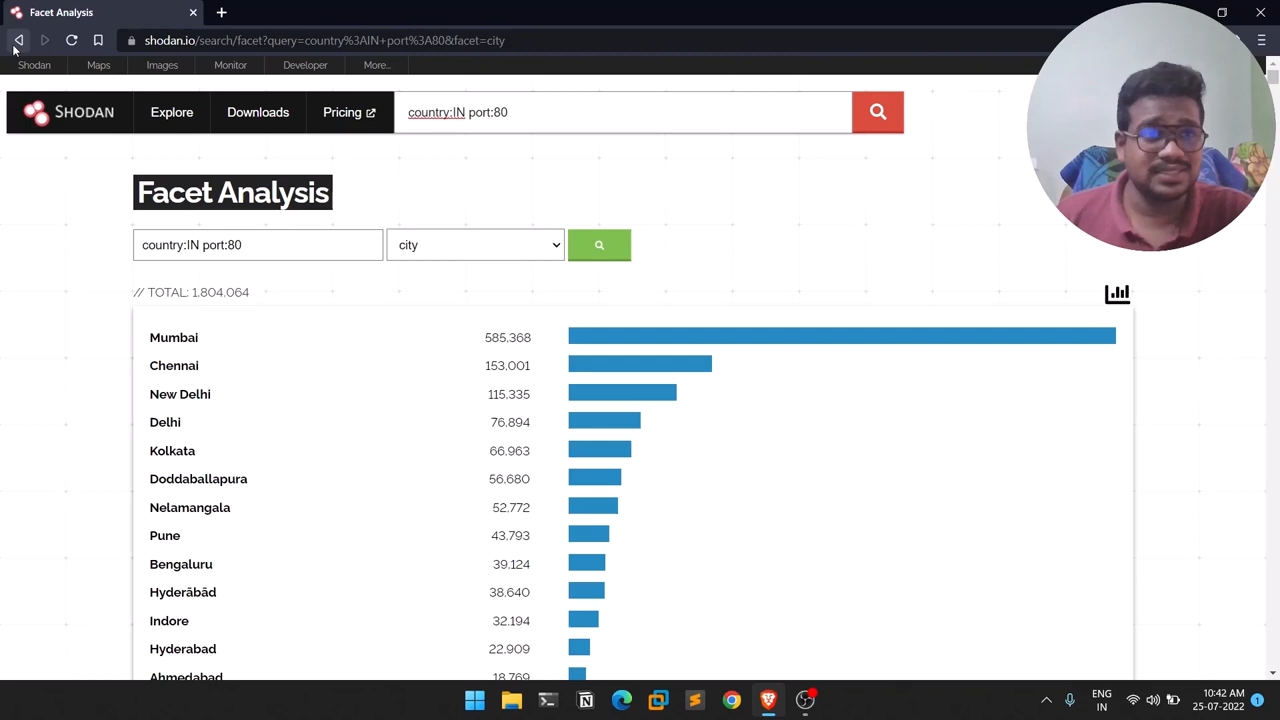 Facet Analysis
shodan.io/search/facet?query=country%3AIN+port%3A80&facet=city
Shodan Maps Images Monitor Developer More...
SHODAN Explore Downloads Pricing country:IN port:80
Facet Analysis
country:IN port:80 city
// TOTAL: 1,804,064
Mumbai 585,368
Chennai 153,001
New Delhi 115,335
Delhi 76,894
Kolkata 66,963
Doddaballapura 56,680
Nelamangala 52,772
Pune 43,793
Bengaluru 39,124
Hyderābād 38,640
Indore 32,194
Hyderabad 22,909
Ahmedabad 18,769
ENG
IN
10:42 AM
25-07-2022
1